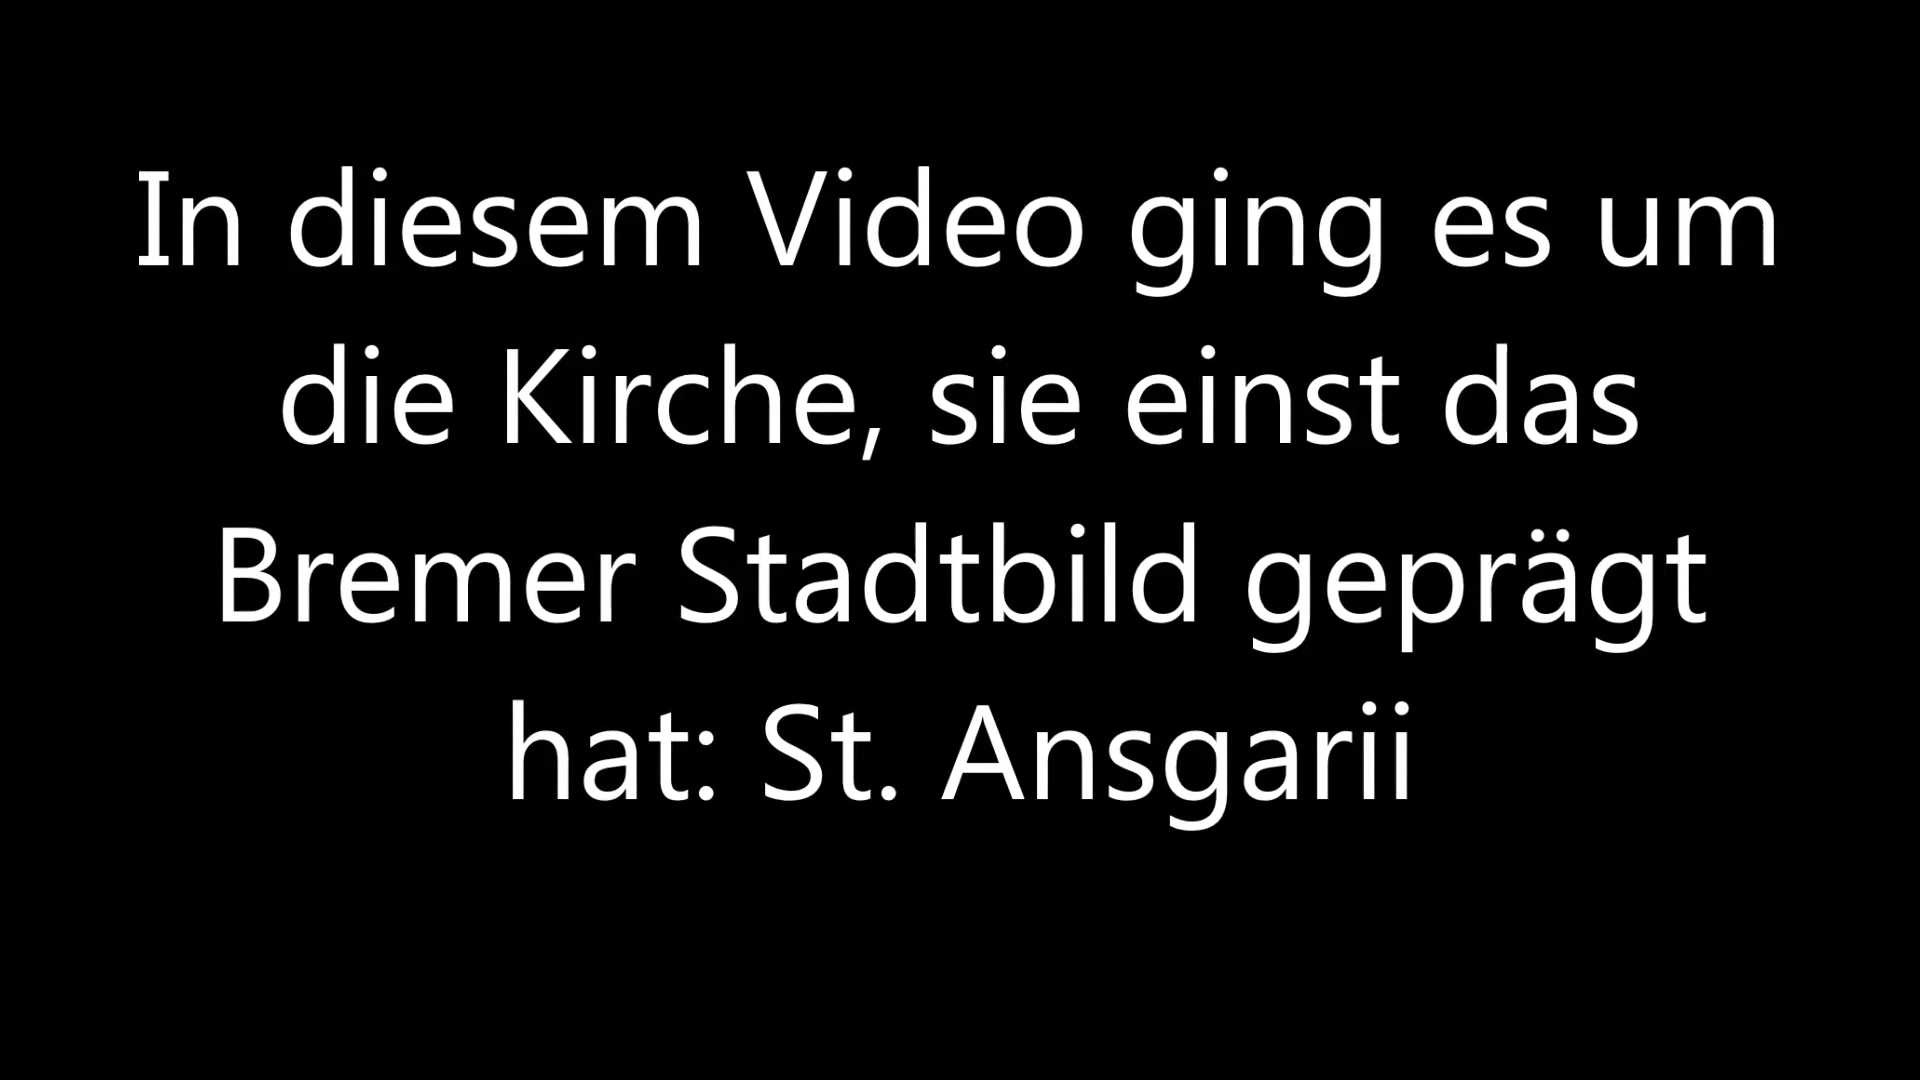 In diesem Video ging es um
die Kirche, sie einst das
Bremer Stadtbild geprägt
hat: St. Ansgarii